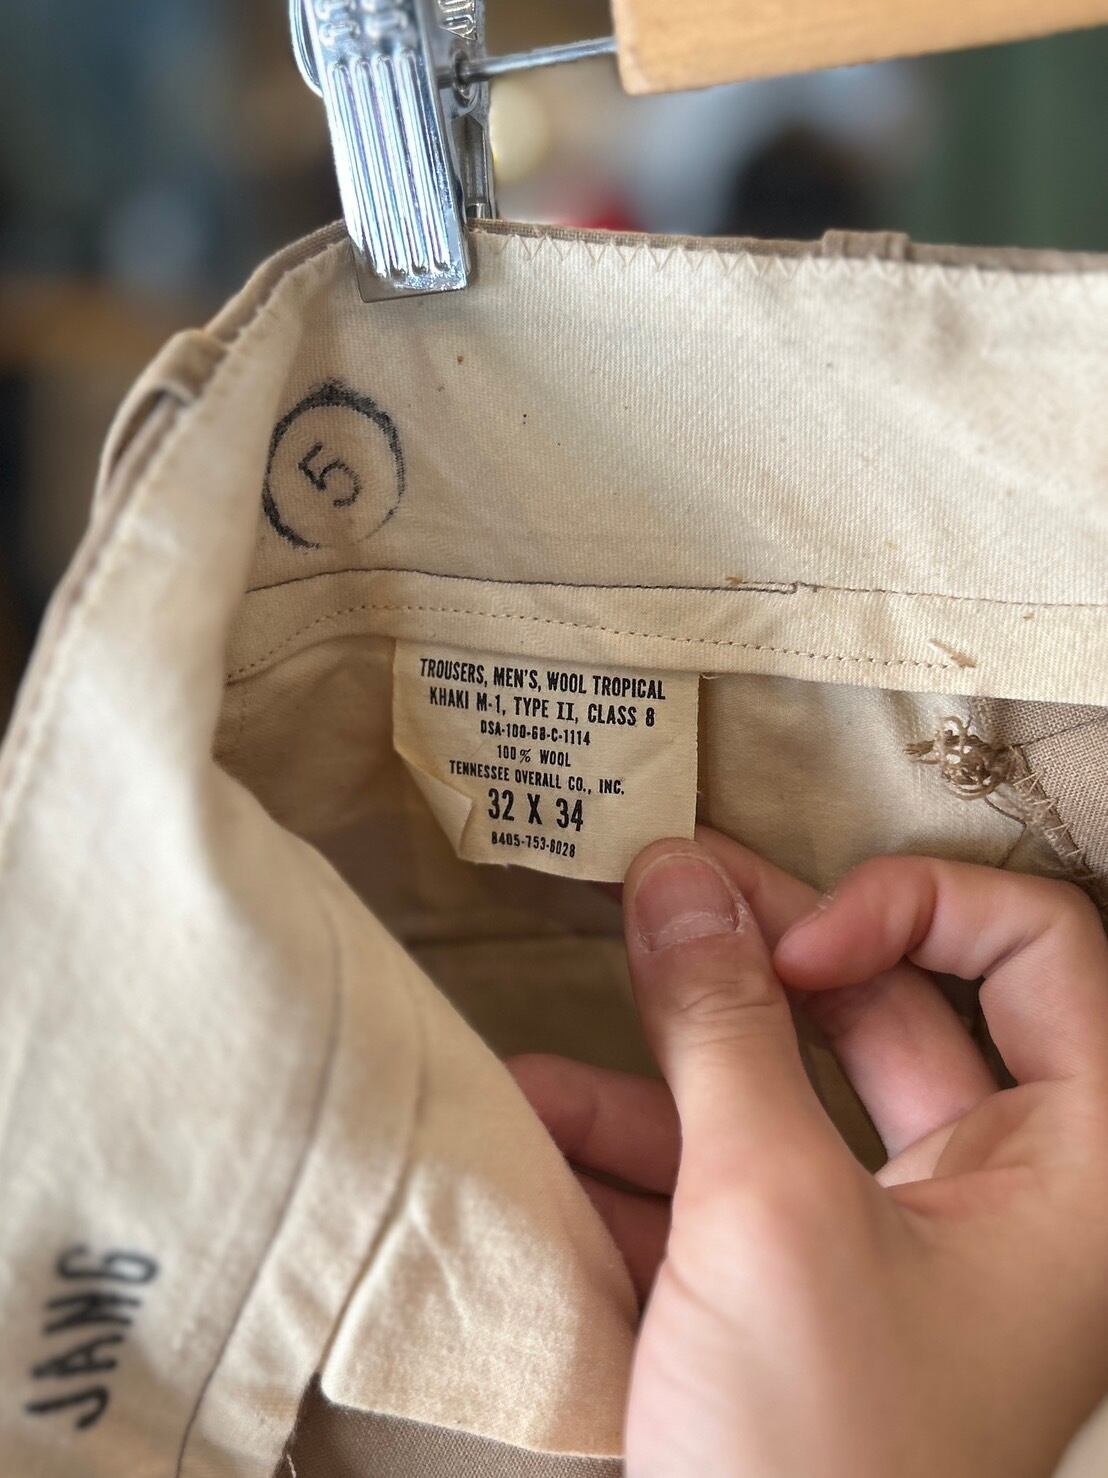 5
TROUSERS, MEN'S, WOOL TROPICAL
KHAKI M-1, TYPE II, CLASS 8
DSA-100-68-C-1114
100% WOOL
TENNESSEE OVERALL CO., INC.
32 X 34
8405-753-6028
JANG